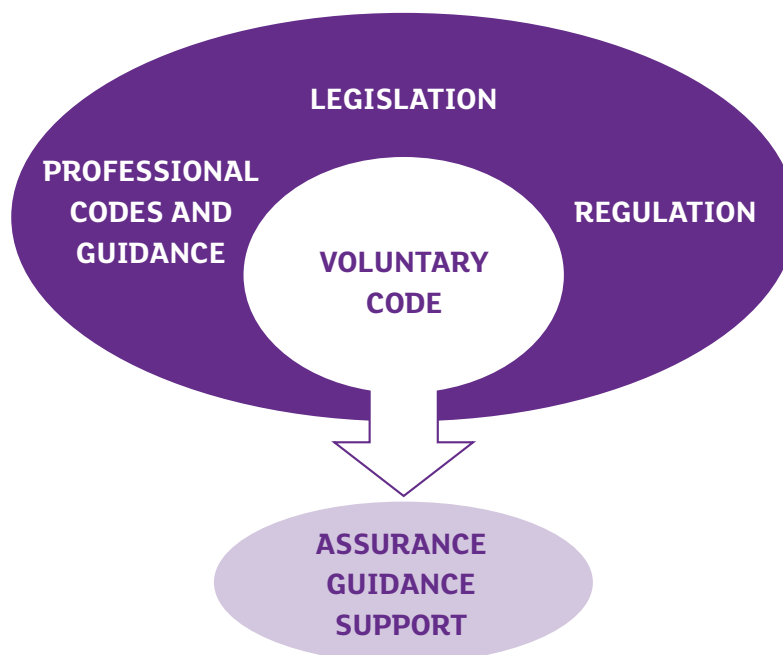 LEGISLATION
PROFESSIONAL
CODES AND
GUIDANCE
REGULATION
VOLUNTARY
CODE
ASSURANCE
GUIDANCE
SUPPORT